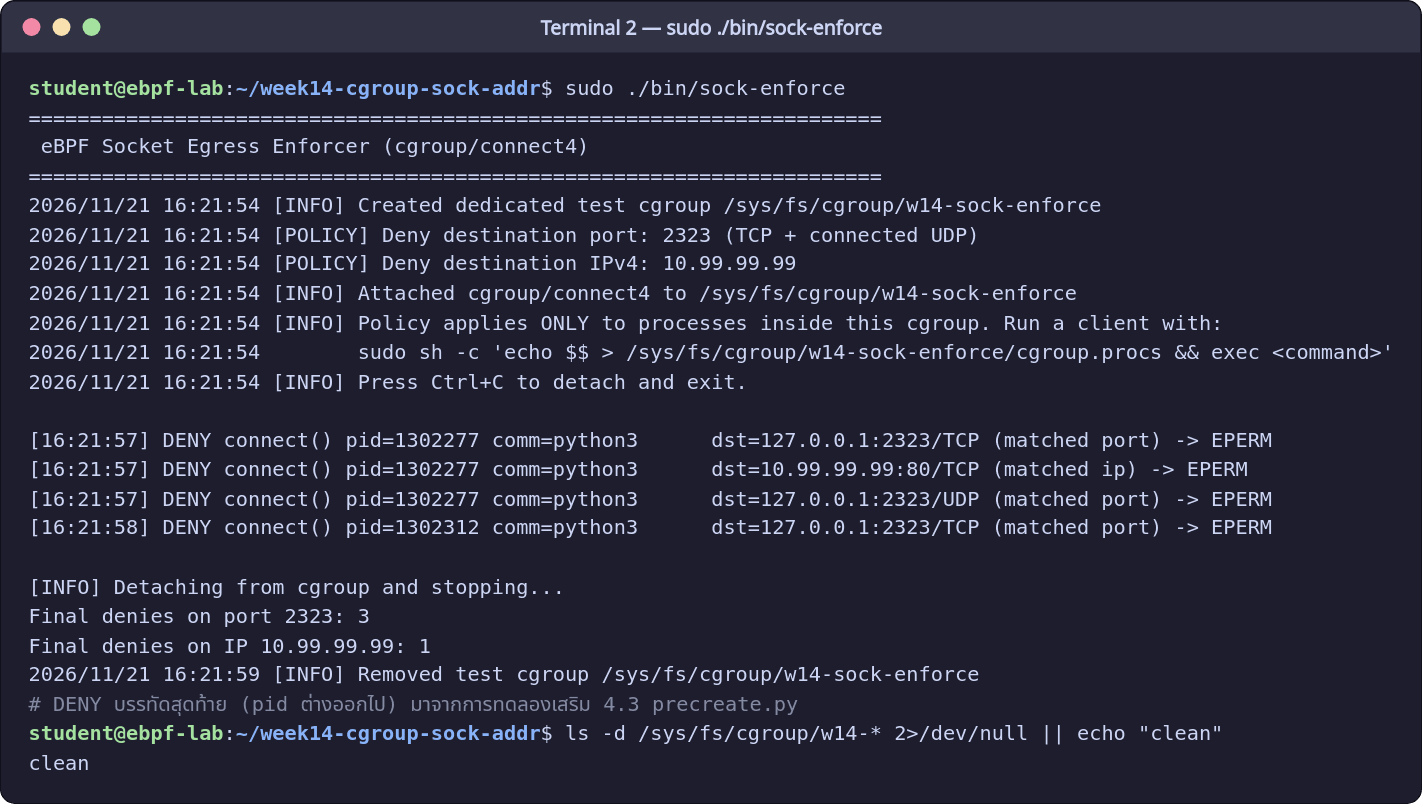 Terminal 2 — sudo ./bin/sock-enforce
student@ebpf-lab:~/week14-cgroup-sock-addr$ sudo ./bin/sock-enforce
======================================================================
 eBPF Socket Egress Enforcer (cgroup/connect4)
======================================================================
2026/11/21 16:21:54 [INFO] Created dedicated test cgroup /sys/fs/cgroup/w14-sock-enforce
2026/11/21 16:21:54 [POLICY] Deny destination port: 2323 (TCP + connected UDP)
2026/11/21 16:21:54 [POLICY] Deny destination IPv4: 10.99.99.99
2026/11/21 16:21:54 [INFO] Attached cgroup/connect4 to /sys/fs/cgroup/w14-sock-enforce
2026/11/21 16:21:54 [INFO] Policy applies ONLY to processes inside this cgroup. Run a client with:
2026/11/21 16:21:54        sudo sh -c 'echo $$ > /sys/fs/cgroup/w14-sock-enforce/cgroup.procs && exec <command>'
2026/11/21 16:21:54 [INFO] Press Ctrl+C to detach and exit.
[16:21:57] DENY connect() pid=1302277 comm=python3      dst=127.0.0.1:2323/TCP (matched port) -> EPERM
[16:21:57] DENY connect() pid=1302277 comm=python3      dst=10.99.99.99:80/TCP (matched ip) -> EPERM
[16:21:57] DENY connect() pid=1302277 comm=python3      dst=127.0.0.1:2323/UDP (matched port) -> EPERM
[16:21:58] DENY connect() pid=1302312 comm=python3      dst=127.0.0.1:2323/TCP (matched port) -> EPERM
[INFO] Detaching from cgroup and stopping...
Final denies on port 2323: 3
Final denies on IP 10.99.99.99: 1
2026/11/21 16:21:59 [INFO] Removed test cgroup /sys/fs/cgroup/w14-sock-enforce
# DENY บรรทัดสุดท้าย (pid ต่างออกไป) มาจากการทดลองเสริม 4.3 precreate.py
student@ebpf-lab:~/week14-cgroup-sock-addr$ ls -d /sys/fs/cgroup/w14-* 2>/dev/null || echo "clean"
clean